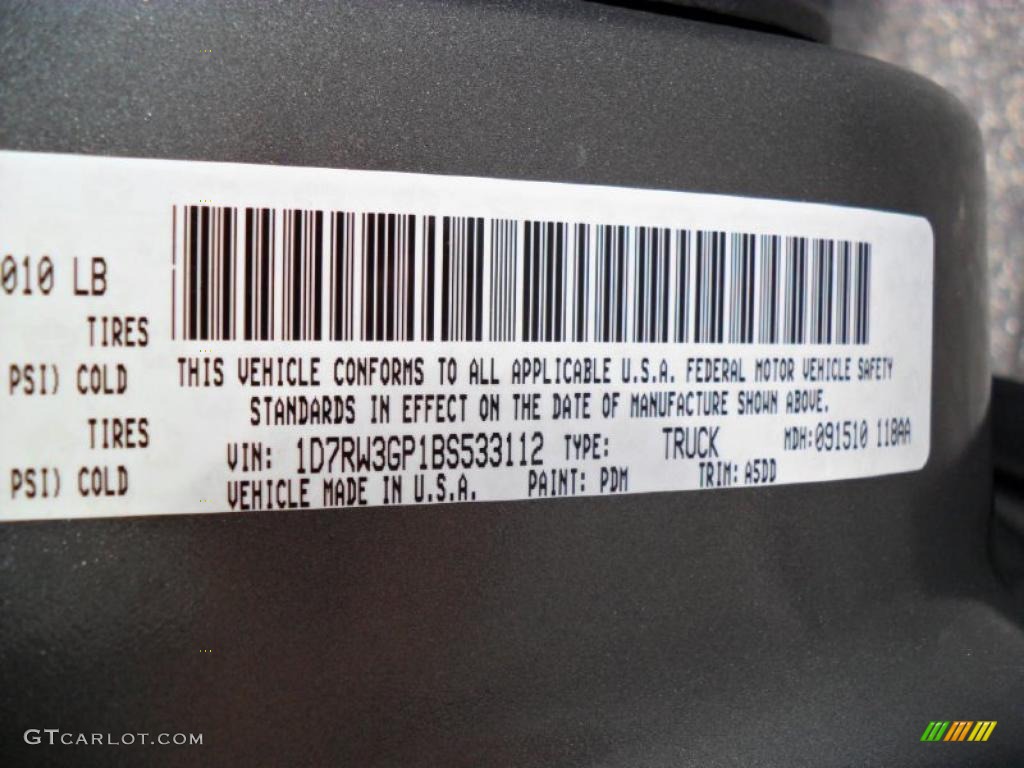 010 LB
TIRES
PSI) COLD
TIRES
PSI) COLD
THIS VEHICLE CONFORMS TO ALL APPLICABLE U.S.A. FEDERAL MOTOR VEHICLE SAFETY
STANDARDS IN EFFECT ON THE DATE OF MANUFACTURE SHOWN ABOVE.
VIN: 1D7RW3GP1BS533112 TYPE: TRUCK MDH:091510 118AA
VEHICLE MADE IN U.S.A. PAINT: PDM TRIM: A5DD
GTCARLOT.COM